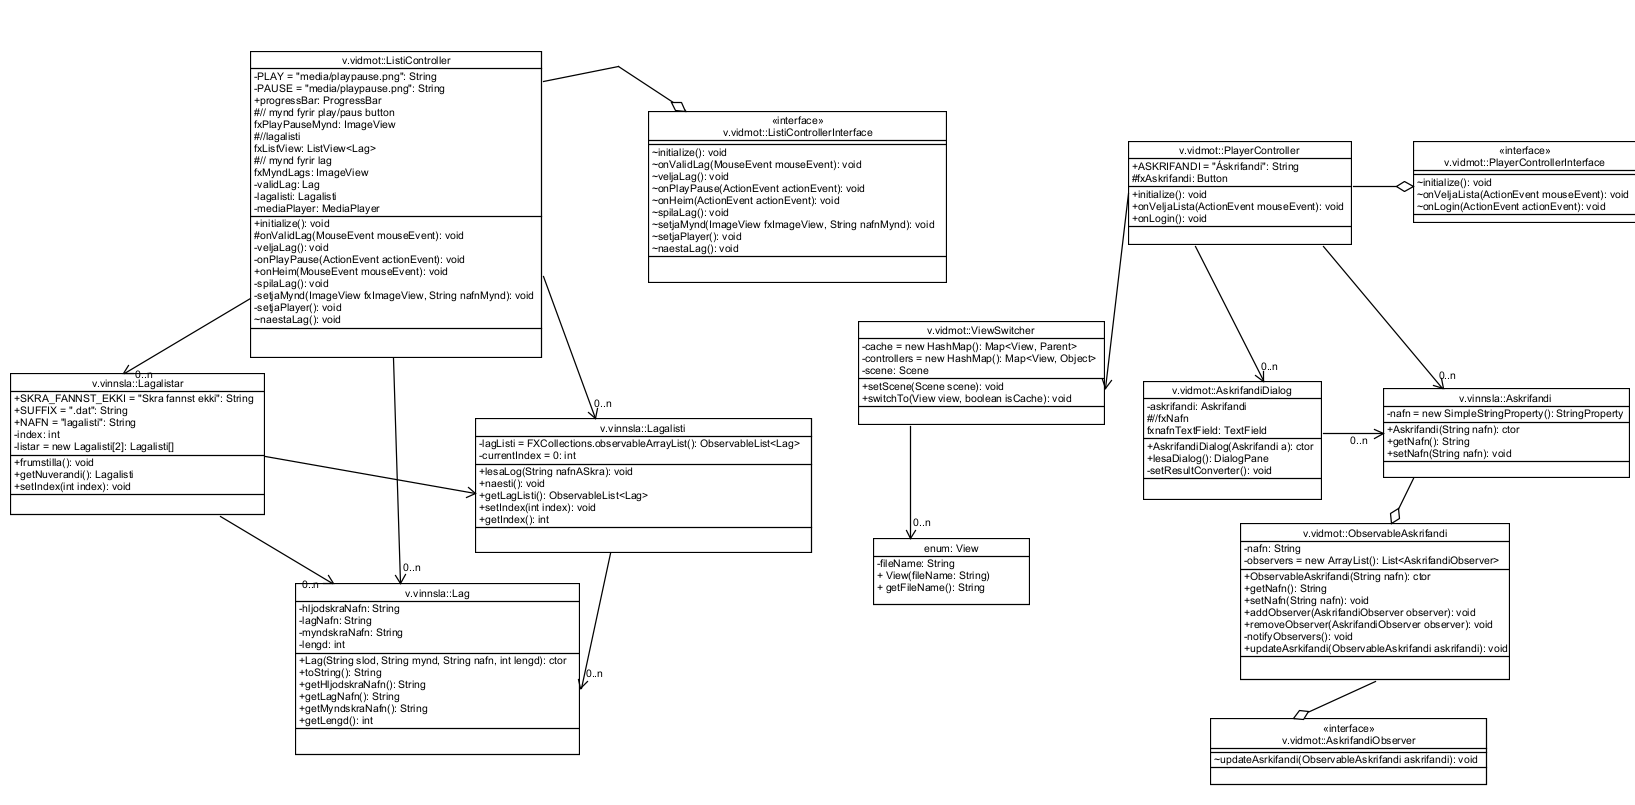 v.vidmot::ListiController
-PLAY = "media/playpause.png": String
-PAUSE = "media/playpause.png": String
+progressBar: ProgressBar
#// mynd fyrir play/paus button
fxPlayPauseMynd: ImageView
#//lagalisti
fxListView: ListView<Lag>
#// mynd fyrir lag
fxMyndLags: ImageView
-validLag: Lag
-lagalisti: Lagalisti
-mediaPlayer: MediaPlayer
+initialize(): void
#onValidLag(MouseEvent mouseEvent): void
-veljaLag(): void
-onPlayPause(ActionEvent actionEvent): void
+onHeim(MouseEvent mouseEvent): void
-spilaLag(): void
-setjaMynd(ImageView fxImageView, String nafnMynd): void
-setjaPlayer(): void
~naestaLag(): void
«interface»
v.vidmot::ListiControllerInterface
~initialize(): void
~onValidLag(MouseEvent mouseEvent): void
~veljaLag(): void
~onPlayPause(ActionEvent actionEvent): void
~onHeim(ActionEvent actionEvent): void
~spilaLag(): void
~setjaMynd(ImageView fxImageView, String nafnMynd): void
~setjaPlayer(): void
~naestaLag(): void
v.vidmot::PlayerController
+ASKRIFANDI = "Áskrifandi": String
#fxAskrifandi: Button
+initialize(): void
+onVeljaLista(ActionEvent mouseEvent): void
+onLogin(): void
«interface»
v.vidmot::PlayerControllerInterface
~initialize(): void
~onVeljaLista(ActionEvent mouseEvent): void
~onLogin(ActionEvent actionEvent): void
v.vidmot::ViewSwitcher
-cache = new HashMap(): Map<View, Parent>
-controllers = new HashMap(): Map<View, Object>
-scene: Scene
+setScene(Scene scene): void
+switchTo(View view, boolean isCache): void
0..n
v.vinnsla::Lagalistar
+SKRA_FANNST_EKKI = "Skra fannst ekki": String
+SUFFIX = ".dat": String
+NAFN = "lagalisti": String
-index: int
-listar = new Lagalisti[2]: Lagalisti[]
+frumstilla(): void
+getNuverandi(): Lagalisti
+setIndex(int index): void
0..n
v.vinnsla::Lagalisti
-lagListi = FXCollections.observableArrayList(): ObservableList<Lag>
-currentIndex = 0: int
+lesaLog(String nafnASkra): void
+naesti(): void
+getLagListi(): ObservableList<Lag>
+setIndex(int index): void
+getIndex(): int
0..n
v.vidmot::AskrifandiDialog
-askrifandi: Askrifandi
#//fxNafn
fxnafnTextField: TextField
+AskrifandiDialog(Askrifandi a): ctor
+lesaDialog(): DialogPane
-setResultConverter(): void
0..n
0..n
v.vinnsla::Askrifandi
-nafn = new SimpleStringProperty(): StringProperty
+Askrifandi(String nafn): ctor
+getNafn(): String
+setNafn(String nafn): void
0..n
enum: View
-fileName: String
+ View(fileName: String)
+ getFileName(): String
v.vidmot::ObservableAskrifandi
-nafn: String
-observers = new ArrayList(): List<AskrifandiObserver>
+ObservableAskrifandi(String nafn): ctor
+getNafn(): String
+setNafn(String nafn): void
+addObserver(AskrifandiObserver observer): void
+removeObserver(AskrifandiObserver observer): void
-notifyObservers(): void
+updateAsrkifandi(ObservableAskrifandi askrifandi): void
0..n
0..n
v.vinnsla::Lag
-hljodskraNafn: String
-lagNafn: String
-myndskraNafn: String
-lengd: int
+Lag(String slod, String mynd, String nafn, int lengd): ctor
+toString(): String
+getHljodskraNafn(): String
+getLagNafn(): String
+getMyndskraNafn(): String
+getLengd(): int
0..n
«interface»
v.vidmot::AskrifandiObserver
~updateAsrkifandi(ObservableAskrifandi askrifandi): void